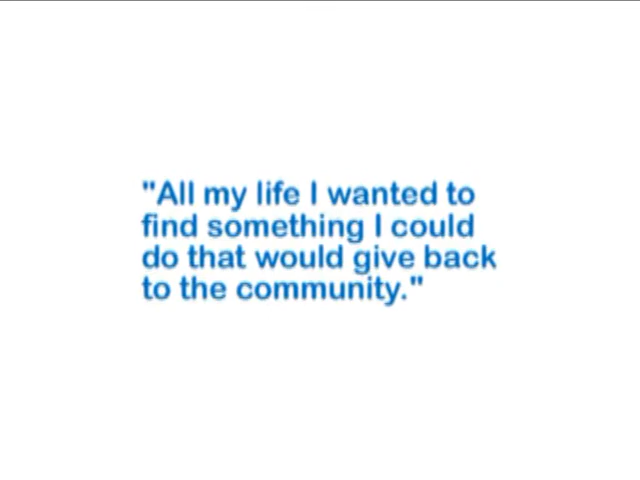 "All my life I wanted to
find something I could
do that would give back
to the community."